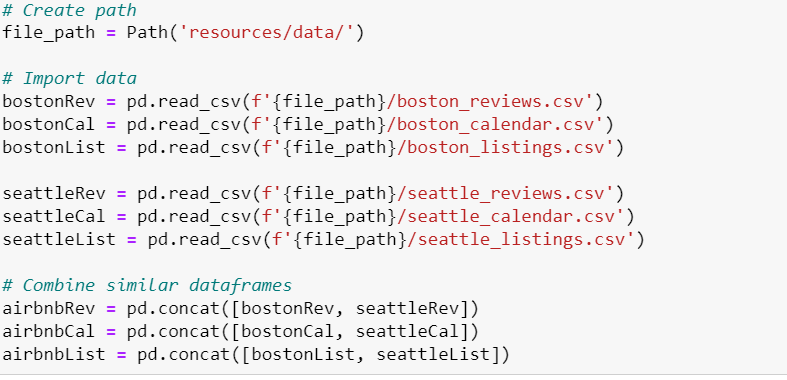 # Create path
file_path = Path('resources/data/')
# Import data
bostonRev = pd.read_csv(f'{file_path}/boston_reviews.csv')
bostonCal = pd.read_csv(f'{file_path}/boston_calendar.csv')
bostonList = pd.read_csv(f'{file_path}/boston_listings.csv')
seattleRev = pd.read_csv(f'{file_path}/seattle_reviews.csv')
seattleCal = pd.read_csv(f'{file_path}/seattle_calendar.csv')
seattleList = pd.read_csv(f'{file_path}/seattle_listings.csv')
# Combine similar dataframes
airbnbRev = pd.concat([bostonRev, seattleRev])
airbnbCal = pd.concat([bostonCal, seattleCal])
airbnbList = pd.concat([bostonList, seattleList])